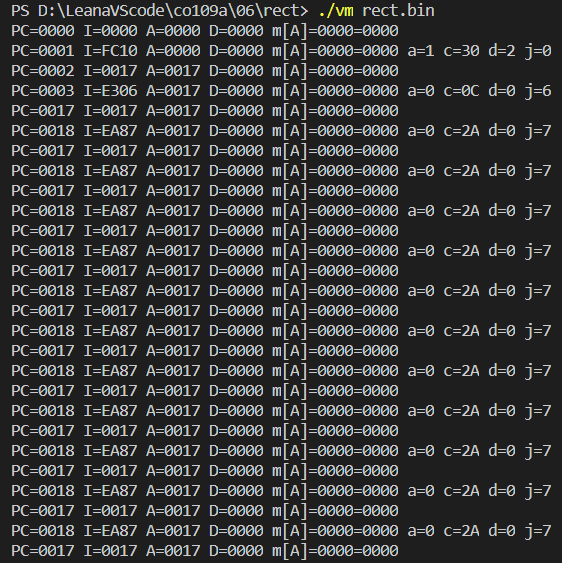 PS D:\LeanaVScode\co109a\06\rect> ./vm rect.bin
PC=0000 I=0000 A=0000 D=0000 m[A]=0000=0000
PC=0001 I=FC10 A=0000 D=0000 m[A]=0000=0000 a=1 c=30 d=2 j=0
PC=0002 I=0017 A=0017 D=0000 m[A]=0000=0000
PC=0003 I=E306 A=0017 D=0000 m[A]=0000=0000 a=0 c=0C d=0 j=6
PC=0017 I=0017 A=0017 D=0000 m[A]=0000=0000
PC=0018 I=EA87 A=0017 D=0000 m[A]=0000=0000 a=0 c=2A d=0 j=7
PC=0017 I=0017 A=0017 D=0000 m[A]=0000=0000
PC=0018 I=EA87 A=0017 D=0000 m[A]=0000=0000 a=0 c=2A d=0 j=7
PC=0017 I=0017 A=0017 D=0000 m[A]=0000=0000
PC=0018 I=EA87 A=0017 D=0000 m[A]=0000=0000 a=0 c=2A d=0 j=7
PC=0017 I=0017 A=0017 D=0000 m[A]=0000=0000
PC=0018 I=EA87 A=0017 D=0000 m[A]=0000=0000 a=0 c=2A d=0 j=7
PC=0017 I=0017 A=0017 D=0000 m[A]=0000=0000
PC=0018 I=EA87 A=0017 D=0000 m[A]=0000=0000 a=0 c=2A d=0 j=7
PC=0017 I=0017 A=0017 D=0000 m[A]=0000=0000
PC=0018 I=EA87 A=0017 D=0000 m[A]=0000=0000 a=0 c=2A d=0 j=7
PC=0017 I=0017 A=0017 D=0000 m[A]=0000=0000
PC=0018 I=EA87 A=0017 D=0000 m[A]=0000=0000 a=0 c=2A d=0 j=7
PC=0017 I=0017 A=0017 D=0000 m[A]=0000=0000
PC=0018 I=EA87 A=0017 D=0000 m[A]=0000=0000 a=0 c=2A d=0 j=7
PC=0017 I=0017 A=0017 D=0000 m[A]=0000=0000
PC=0018 I=EA87 A=0017 D=0000 m[A]=0000=0000 a=0 c=2A d=0 j=7
PC=0017 I=0017 A=0017 D=0000 m[A]=0000=0000
PC=0018 I=EA87 A=0017 D=0000 m[A]=0000=0000 a=0 c=2A d=0 j=7
PC=0017 I=0017 A=0017 D=0000 m[A]=0000=0000
PC=0018 I=EA87 A=0017 D=0000 m[A]=0000=0000 a=0 c=2A d=0 j=7
PC=0017 I=0017 A=0017 D=0000 m[A]=0000=0000